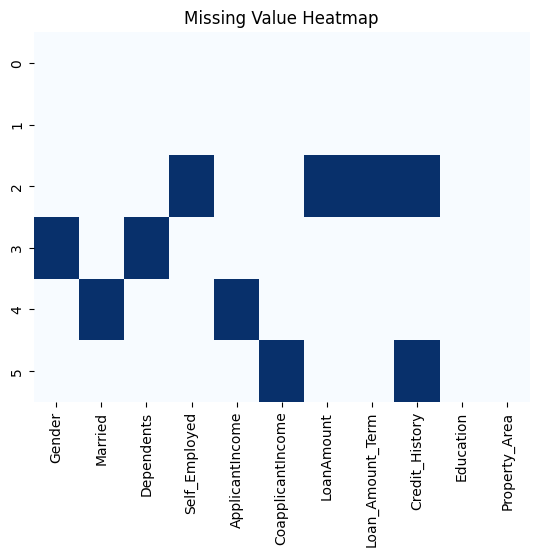 Missing Value Heatmap
0
1
2
3
4
5
Gender
Married
Dependents
Self_Employed
ApplicantIncome
CoapplicantIncome
LoanAmount
Loan_Amount_Term
Credit_History
Education
Property_Area